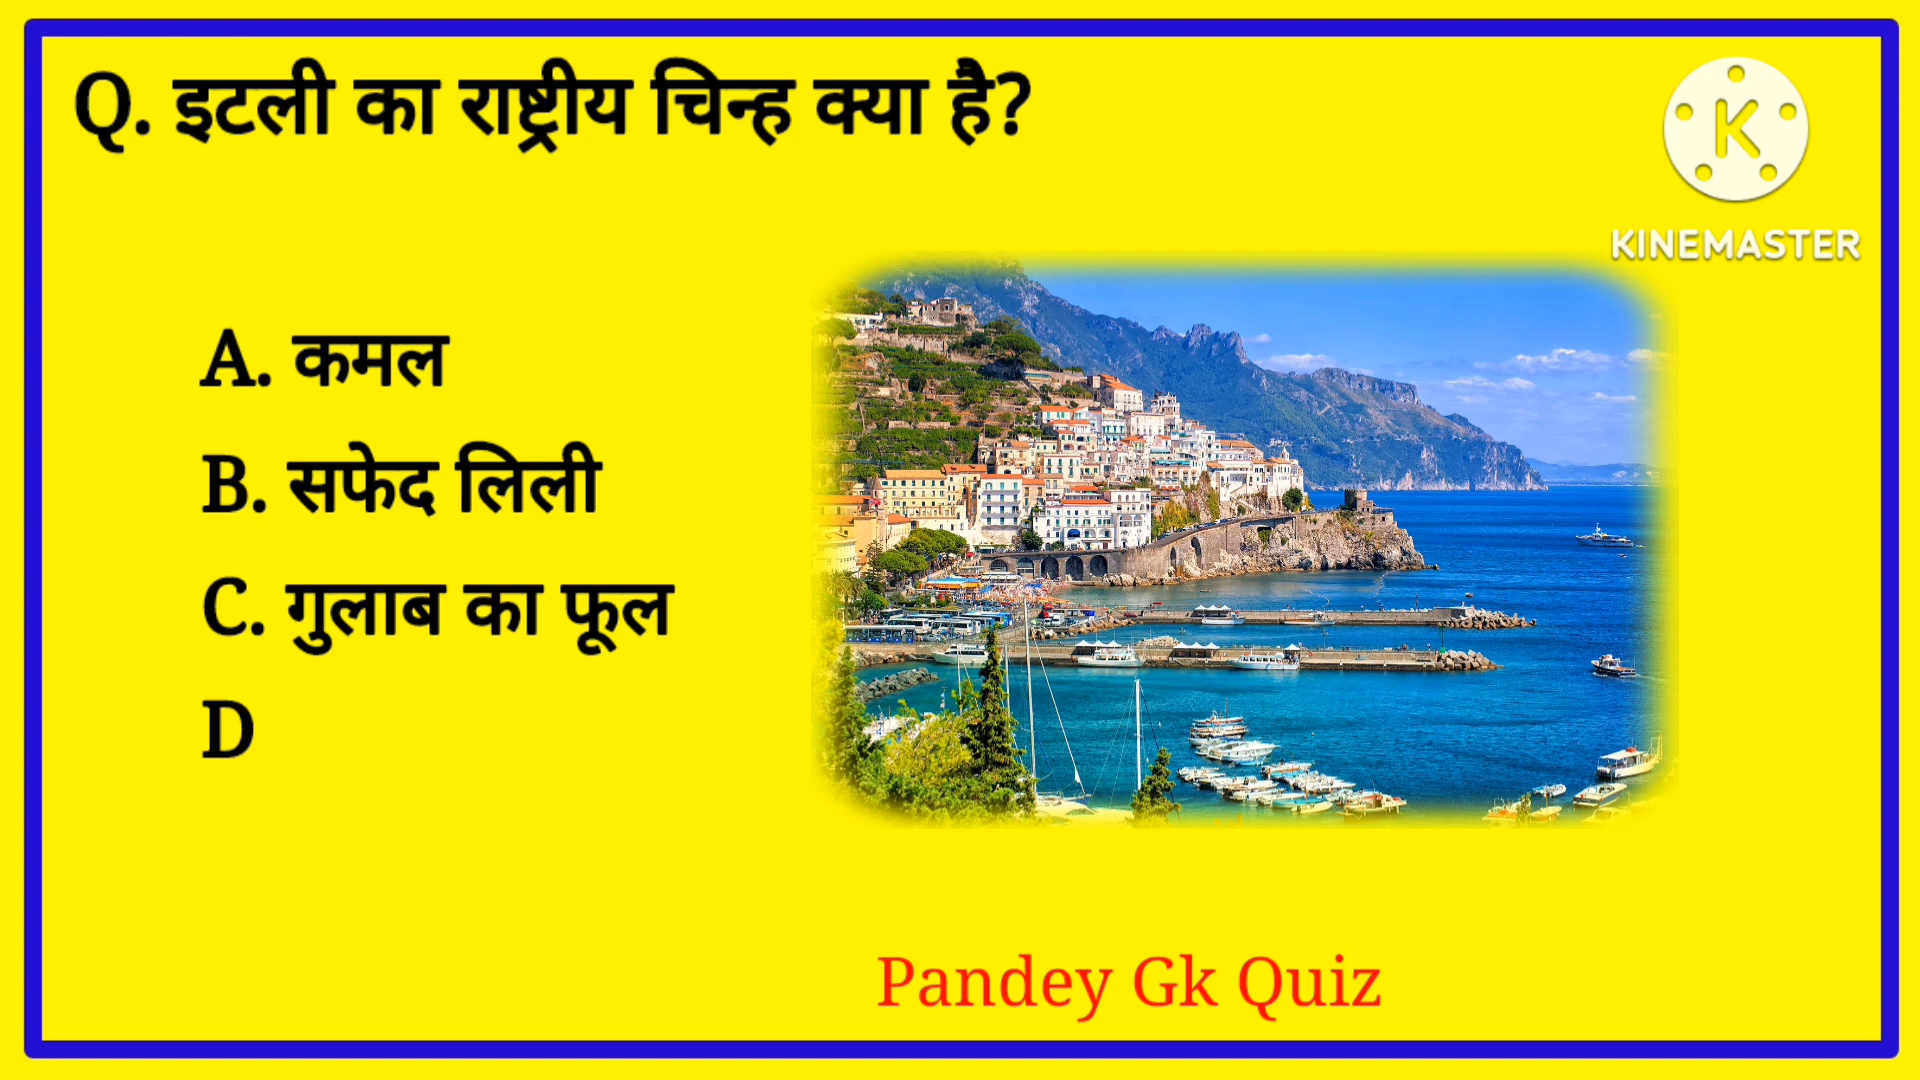 Q. इटली का राष्ट्रीय चिन्ह क्या है?
K
KINEMASTER
A. कमल
B. सफेद लिली
C. गुलाब का फूल
D
Pandey Gk Quiz